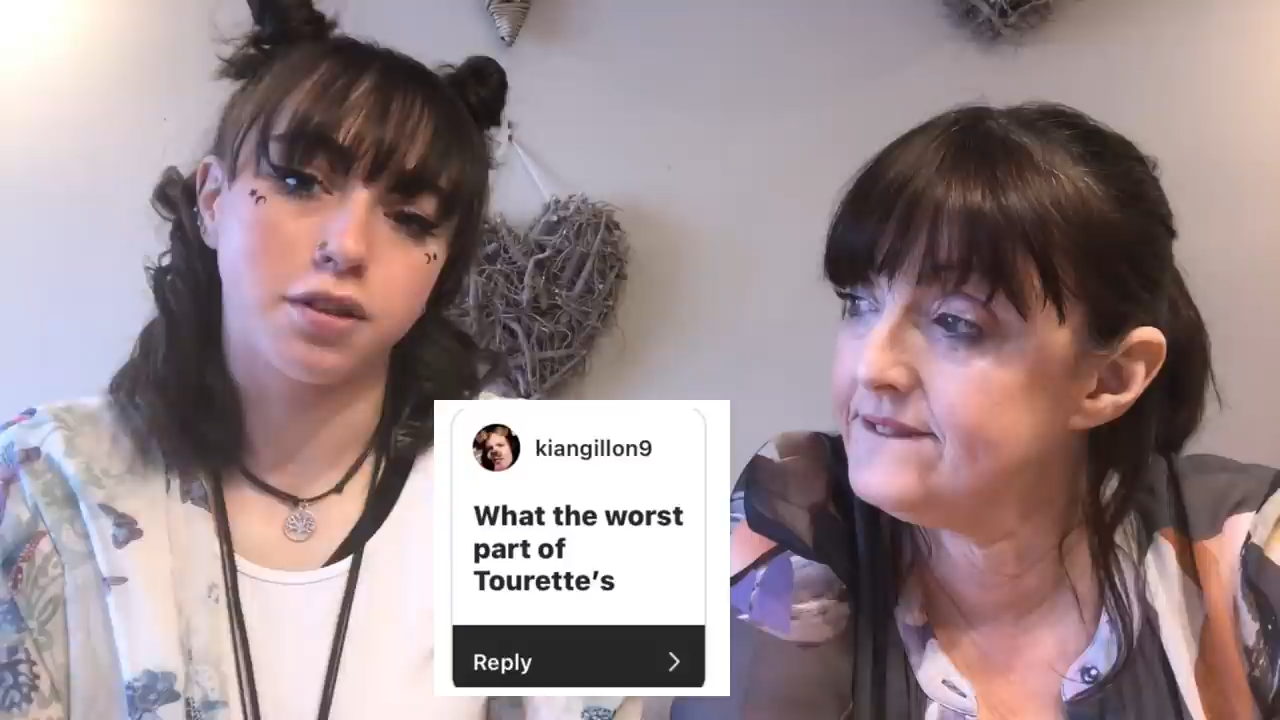 kiangillon9
What the worst
part of
Tourette’s
Reply